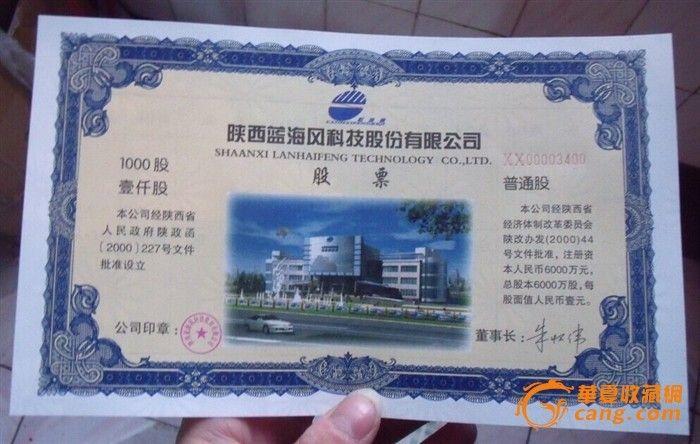 陕西蓝海风科技股份有限公司
SHAANXI LANHAIFENG TECHNOLOGY CO.,LTD.
1000股
壹仟股
股票
XX00003400
普通股
本公司经陕西省
人民政府陕政函
〔2000〕227号文件
批准设立
本公司经陕西省
经济体制改革委员会
陕改办发(2000)44
号文件批准，注册资
本人民币6000万元，
总股本6000万股，每
股面值人民币壹元。
公司印章：
董事长：
華夏收藏網
cang.com